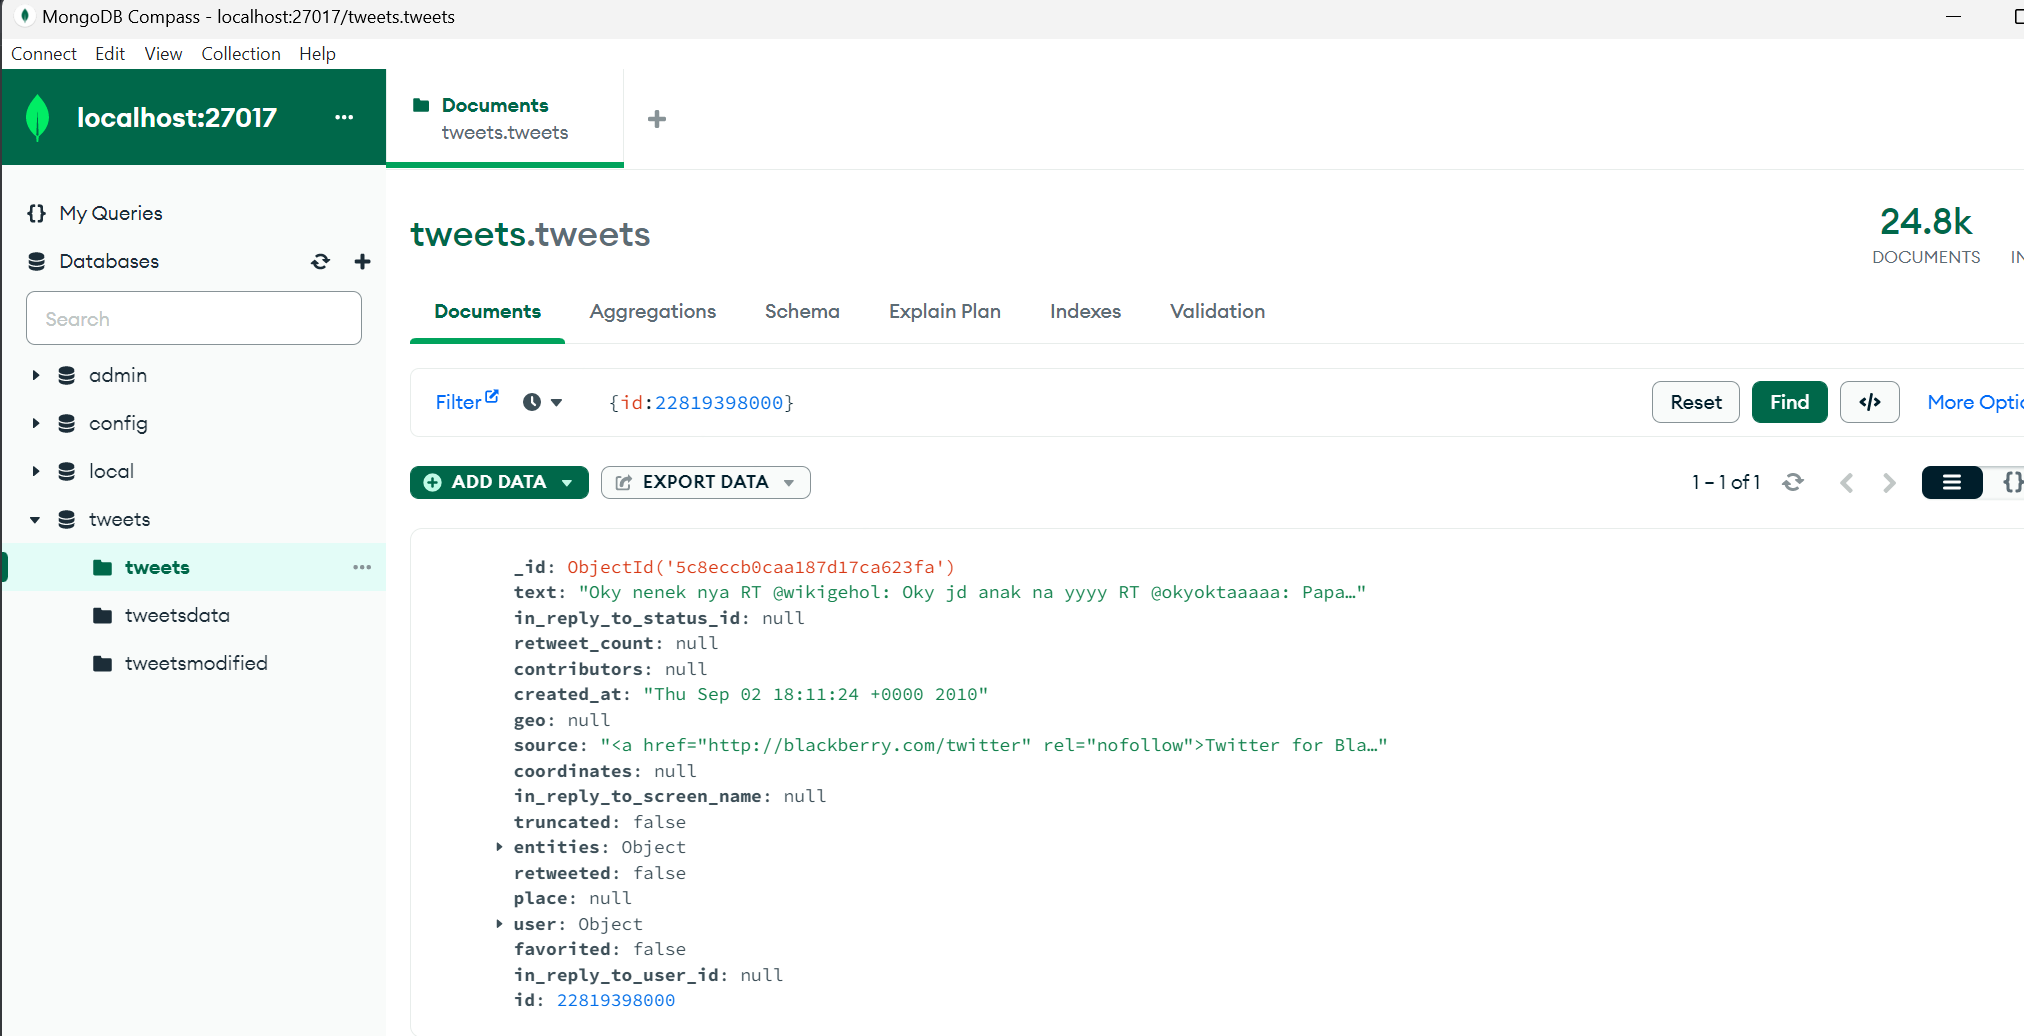 MongoDB Compass - localhost:27017/tweets.tweets
Connect Edit View Collection Help
localhost:27017 ...
Documents
tweets.tweets
My Queries
Databases
Search
admin
config
local
tweets
tweets ...
tweetsdata
tweetsmodified
tweets.tweets
24.8k
DOCUMENTS IN
Documents Aggregations Schema Explain Plan Indexes Validation
Filter {id:22819398000} Reset Find </> More Optio
ADD DATA EXPORT DATA 1 – 1 of 1 {}
_id: ObjectId('5c8eccb0caa187d17ca623fa')
text: "Oky nenek nya RT @wikigehol: Oky jd anak na yyyy RT @okyoktaaaaa: Papa…"
in_reply_to_status_id: null
retweet_count: null
contributors: null
created_at: "Thu Sep 02 18:11:24 +0000 2010"
geo: null
source: "<a href="http://blackberry.com/twitter" rel="nofollow">Twitter for Bla…"
coordinates: null
in_reply_to_screen_name: null
truncated: false
entities: Object
retweeted: false
place: null
user: Object
favorited: false
in_reply_to_user_id: null
id: 22819398000